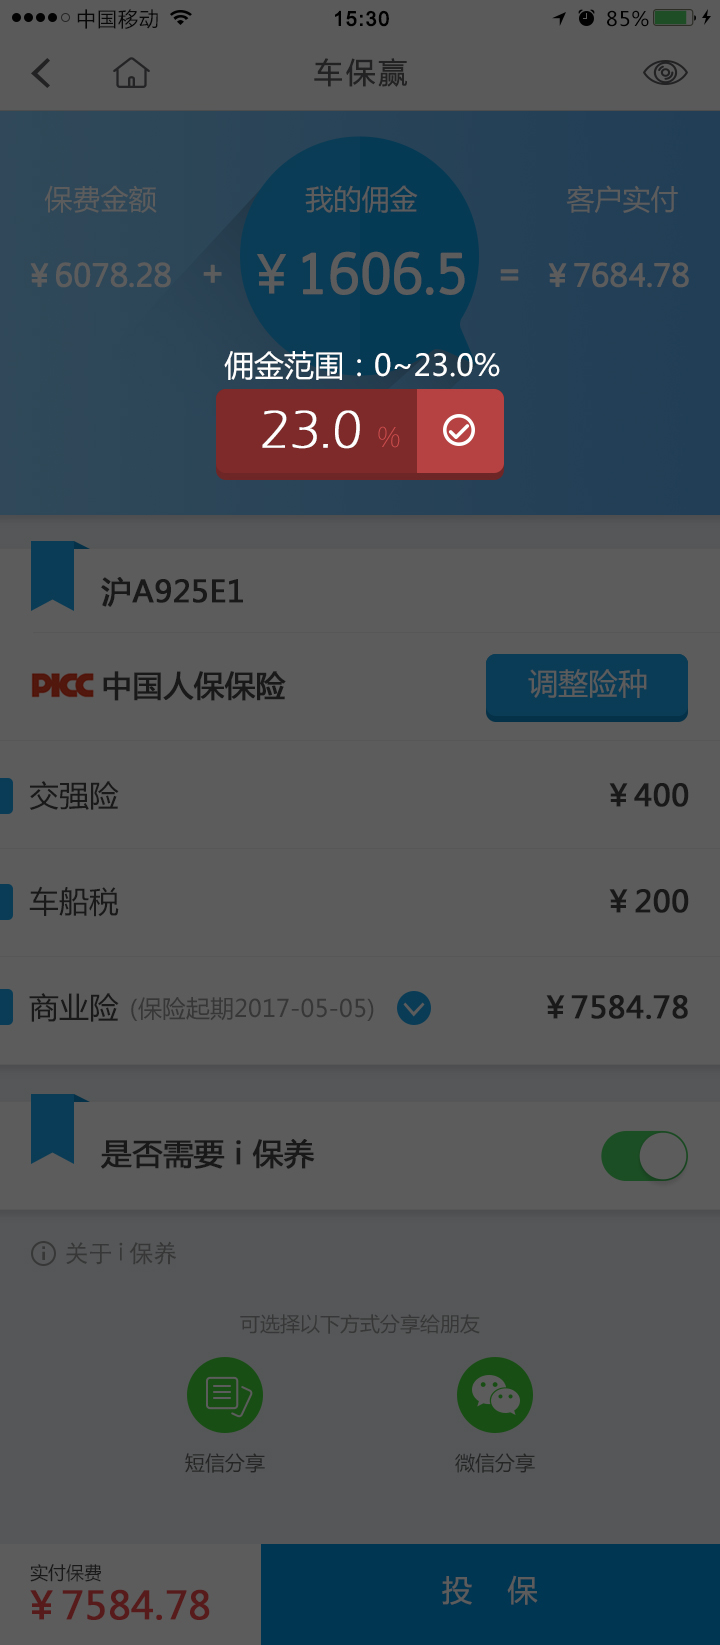 中国移动 15:30 85%
车保赢
保费金额 我的佣金 客户实付
¥6078.28 + ¥1606.5 = ¥7684.78
佣金范围：0~23.0%
23.0 %
沪A925E1
PICC 中国人保保险 调整险种
交强险 ¥400
车船税 ¥200
商业险 (保险起期2017-05-05) ¥7584.78
是否需要 i 保养
关于 i 保养
可选择以下方式分享给朋友
短信分享 微信分享
实付保费
¥7584.78 投 保